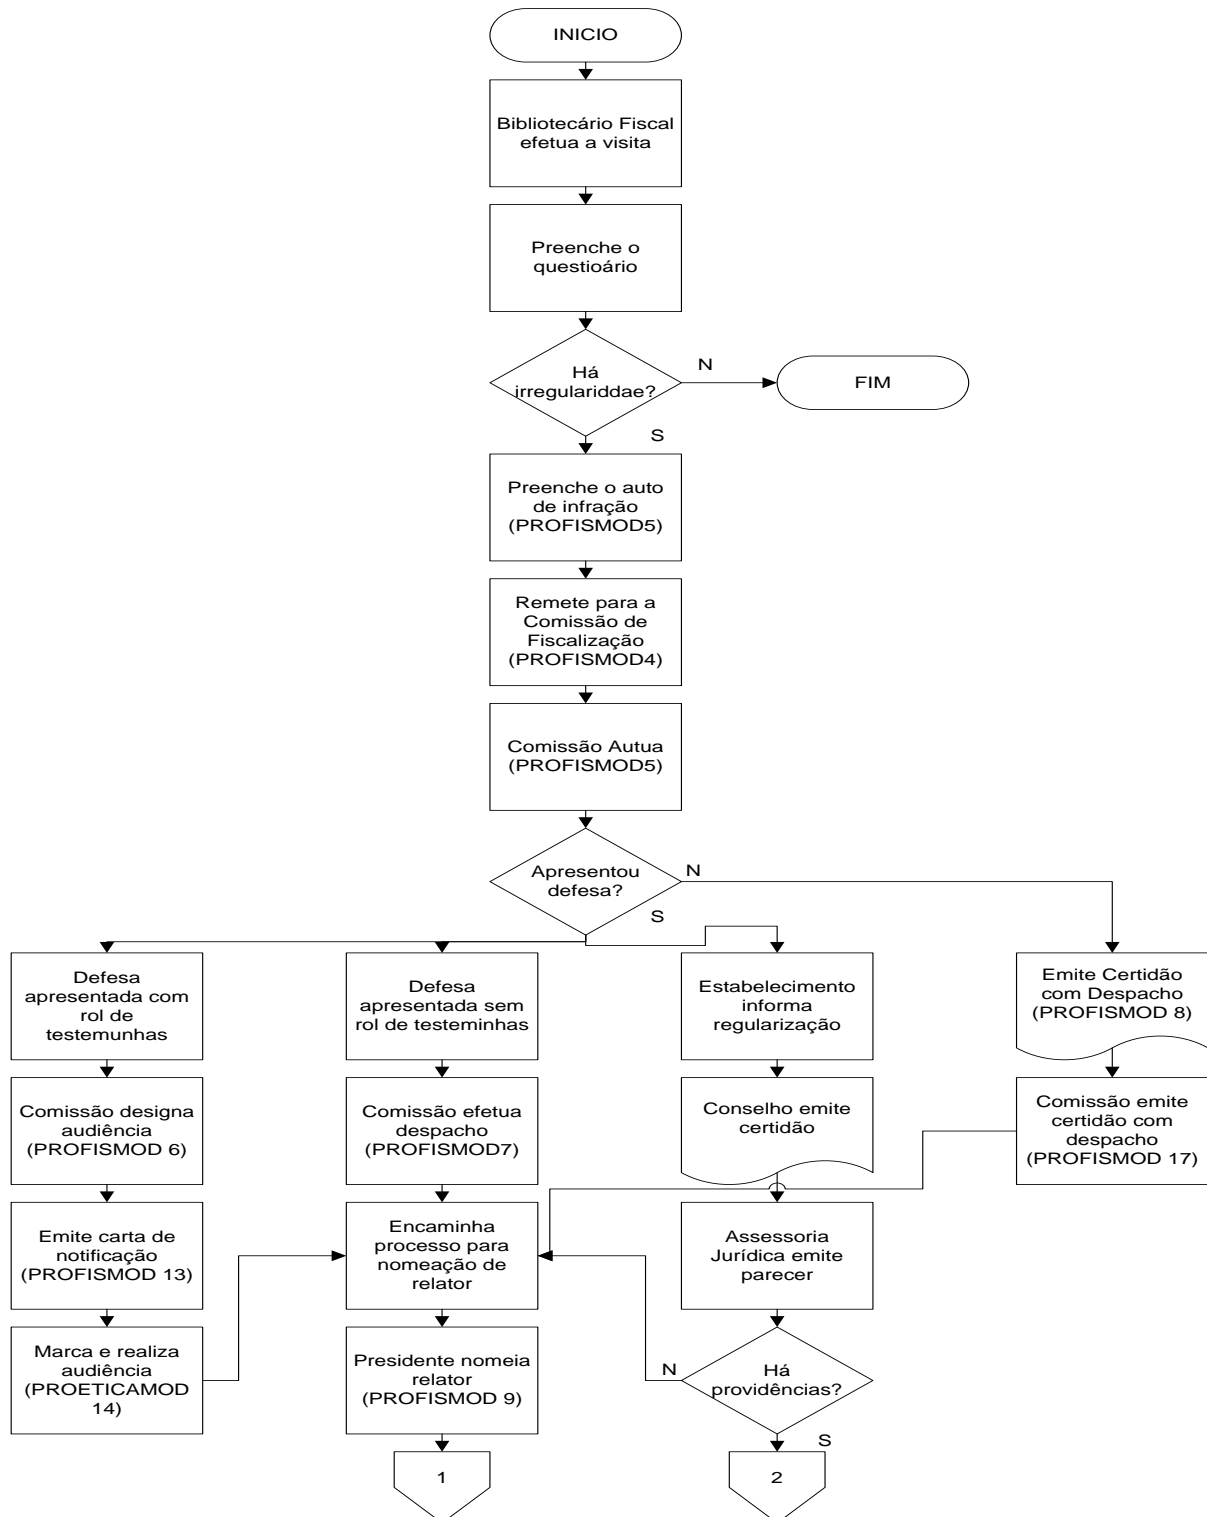 INICIO
Bibliotecário Fiscal
efetua a visita
Preenche o
questioário
Há
irregulariddae?
N
FIM
S
Preenche o auto
de infração
(PROFISMOD5)
Remete para a
Comissão de
Fiscalização
(PROFISMOD4)
Comissão Autua
(PROFISMOD5)
Apresentou
defesa?
N
S
Defesa
apresentada com
rol de
testemunhas
Defesa
apresentada sem
rol de testeminhas
Estabelecimento
informa
regularização
Emite Certidão
com Despacho
(PROFISMOD 8)
Comissão designa
audiência
(PROFISMOD 6)
Comissão efetua
despacho
(PROFISMOD7)
Conselho emite
certidão
Comissão emite
certidão com
despacho
(PROFISMOD 17)
Emite carta de
notificação
(PROFISMOD 13)
Encaminha
processo para
nomeação de
relator
Assessoria
Jurídica emite
parecer
Marca e realiza
audiência
(PROETICAMOD
14)
Presidente nomeia
relator
(PROFISMOD 9)
N
Há
providências?
S
1
2